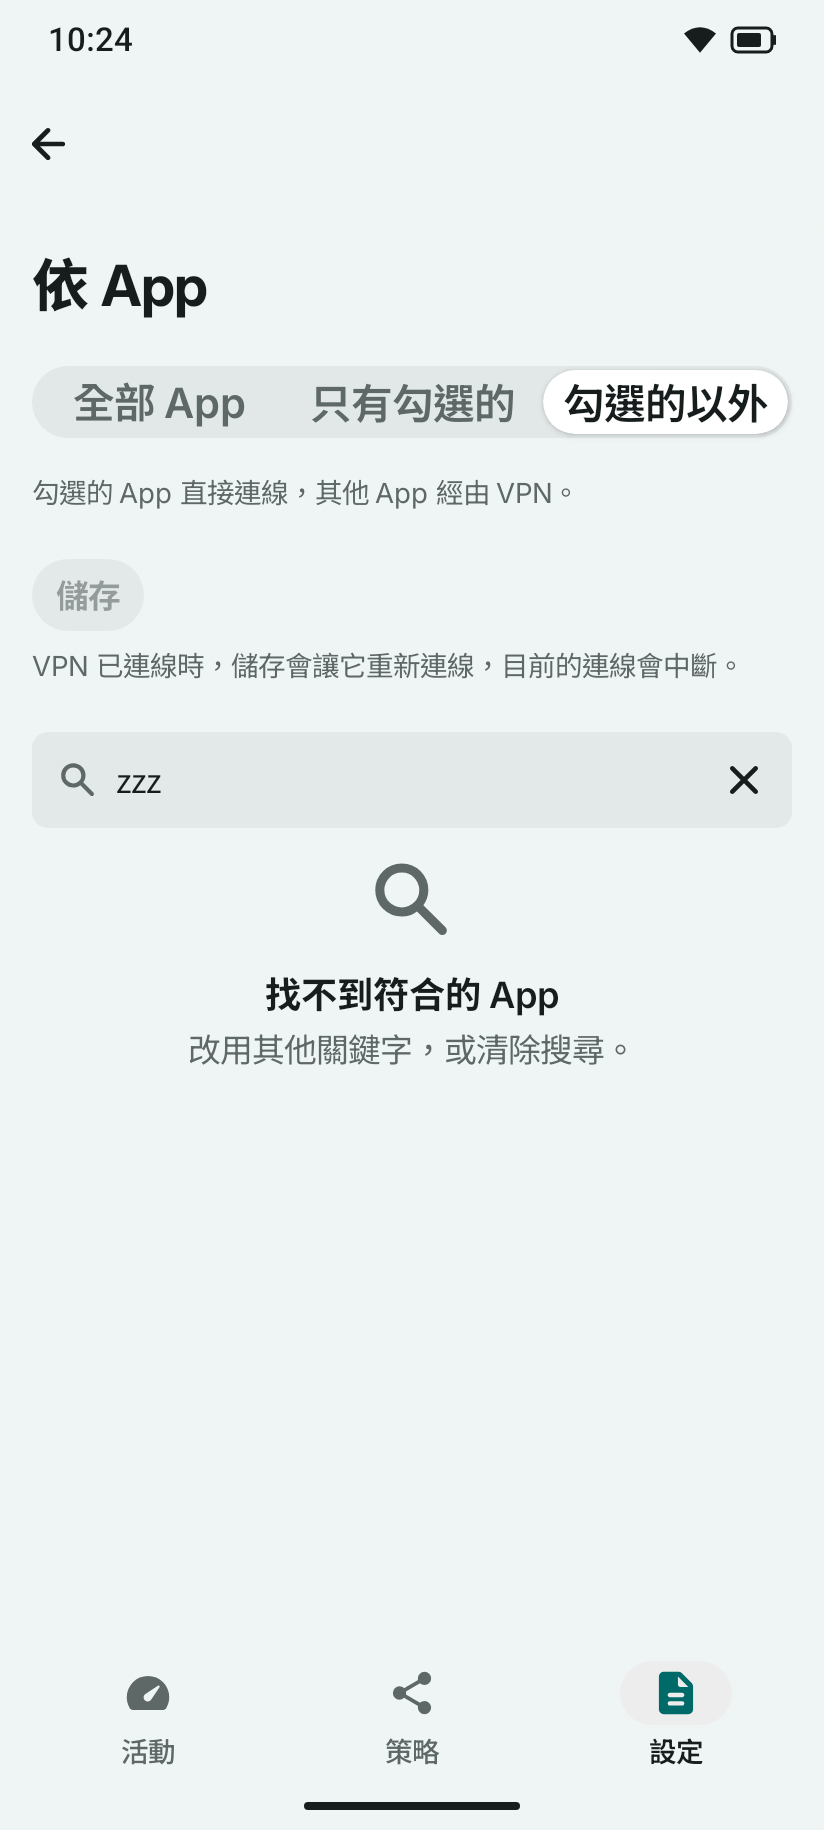 10:24
依 App
全部 App
只有勾選的
勾選的以外
勾選的 App 直接連線，其他 App 經由 VPN。
儲存
VPN 已連線時，儲存會讓它重新連線，目前的連線會中斷。
zzz
找不到符合的 App
改用其他關鍵字，或清除搜尋。
活動
策略
設定